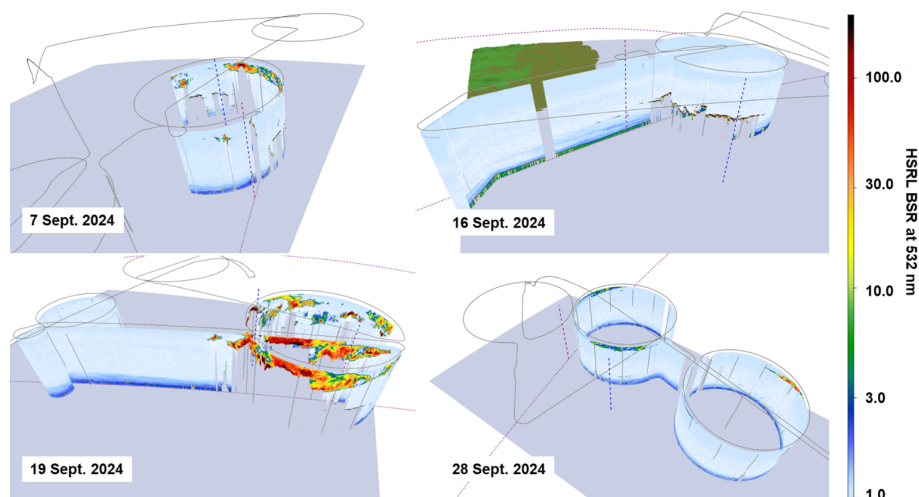 7 Sept. 2024
16 Sept. 2024
19 Sept. 2024
28 Sept. 2024
100.0
30.0
10.0
3.0
1.0
HSRL BSR at 532 nm